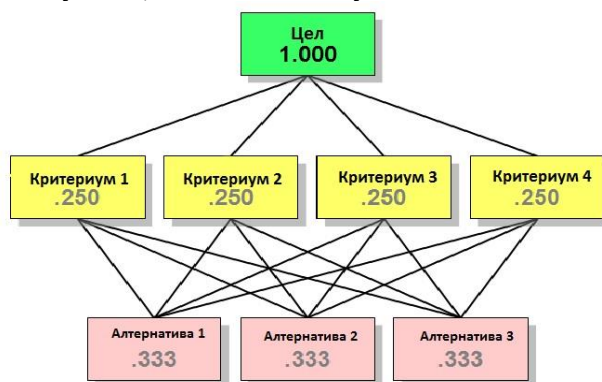 Цел
1.000
Критериум 1
.250
Критериум 2
.250
Критериум 3
.250
Критериум 4
.250
Алтернатива 1
.333
Алтернатива 2
.333
Алтернатива 3
.333